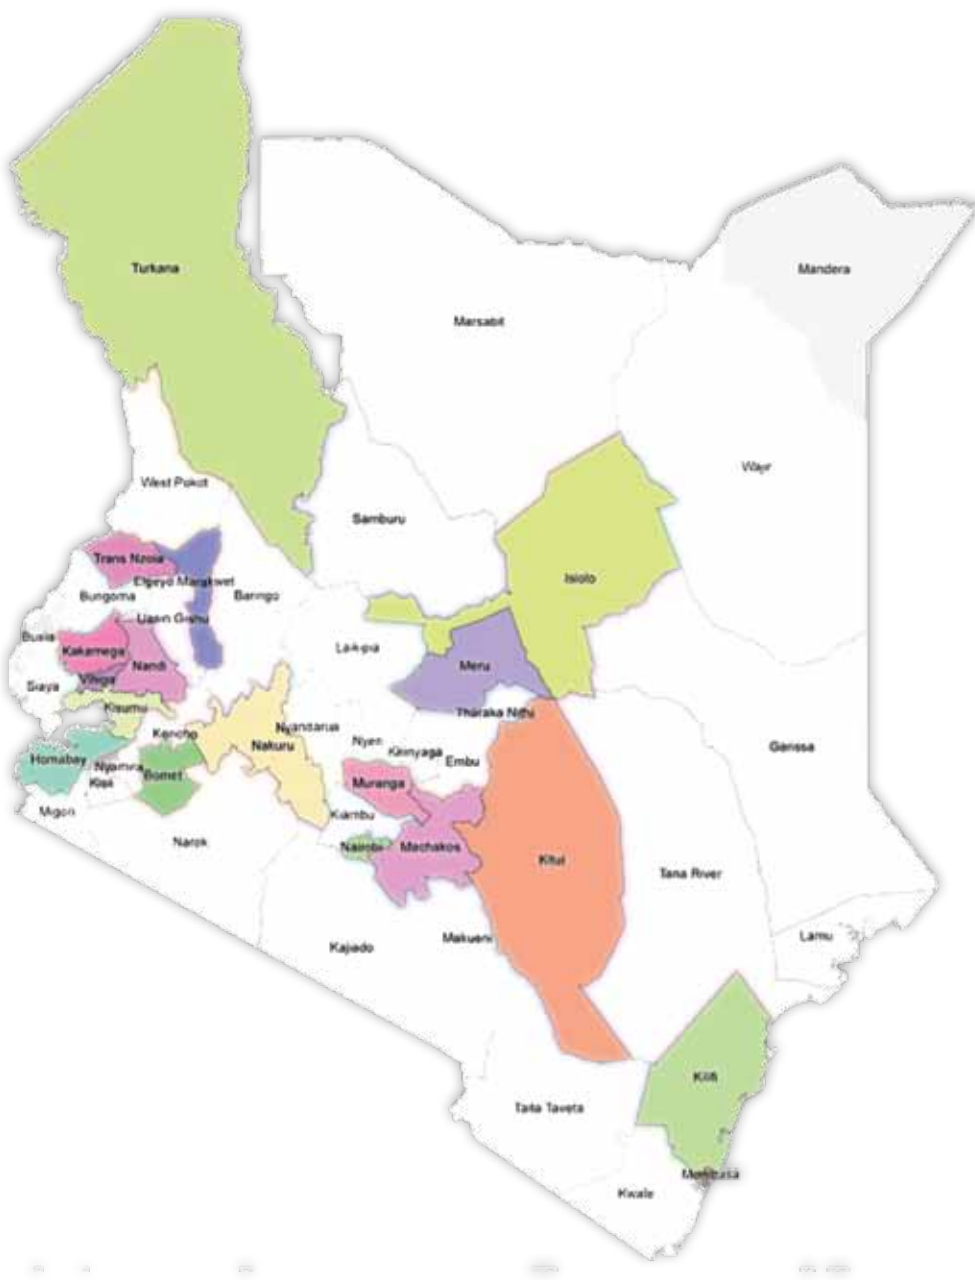 Turkana
Mandera
Marsabit
Wajir
West Pokot
Samburu
Trans Nzoia
Isiolo
Elgeyo Marakwet
Bungoma
Baringo
Uasin Gishu
Busia
Kakamega
Laikipia
Nandi
Meru
Vihiga
Siaya
Kisumu
Tharaka Nithi
Nyandarua
Kericho
Nyeri
Nakuru
Garissa
Kirinyaga
Homabay
Embu
Nyamira
Bomet
Kisii
Muranga
Migori
Kiambu
Narok
Nairobi
Machakos
Kitui
Tana River
Lamu
Makueni
Kajiado
Kilifi
Taita Taveta
Mombasa
Kwale